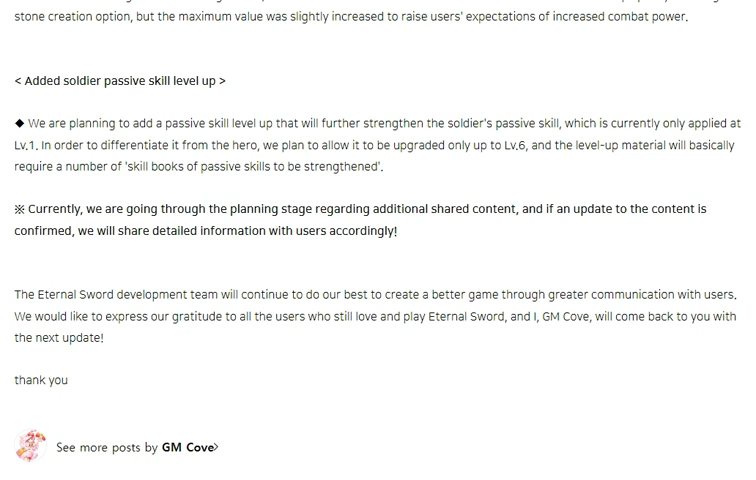 stone creation option, but the maximum value was slightly increased to raise users' expectations of increased combat power.
< Added soldier passive skill level up >
◆ We are planning to add a passive skill level up that will further strengthen the soldier's passive skill, which is currently only applied at
Lv.1. In order to differentiate it from the hero, we plan to allow it to be upgraded only up to Lv.6, and the level-up material will basically
require a number of 'skill books of passive skills to be strengthened'.
※ Currently, we are going through the planning stage regarding additional shared content, and if an update to the content is
confirmed, we will share detailed information with users accordingly!
The Eternal Sword development team will continue to do our best to create a better game through greater communication with users.
We would like to express our gratitude to all the users who still love and play Eternal Sword, and I, GM Cove, will come back to you with
the next update!
thank you
See more posts by GM Cove>